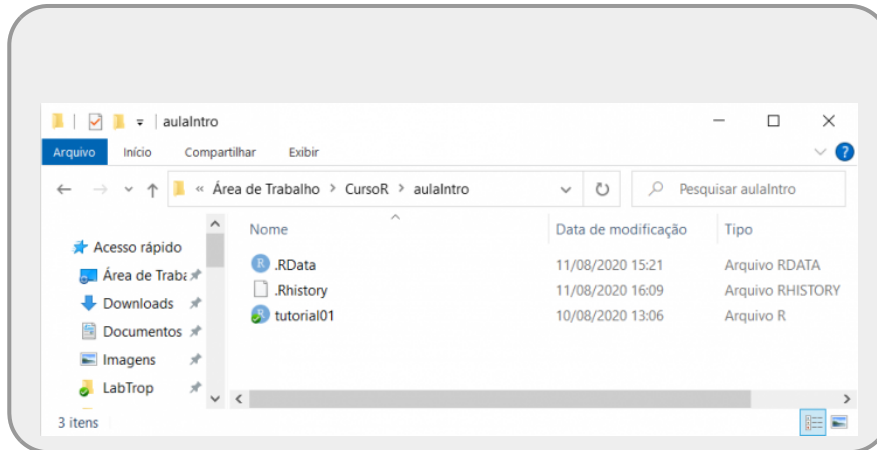 aulaIntro
Arquivo Início Compartilhar Exibir
« Área de Trabalho > CursoR > aulaIntro Pesquisar aulaIntro
Nome Data de modificação Tipo
Acesso rápido
Área de Traba
Downloads
Documentos
Imagens
LabTrop
.RData 11/08/2020 15:21 Arquivo RDATA
.Rhistory 11/08/2020 16:09 Arquivo RHISTORY
tutorial01 10/08/2020 13:06 Arquivo R
3 itens